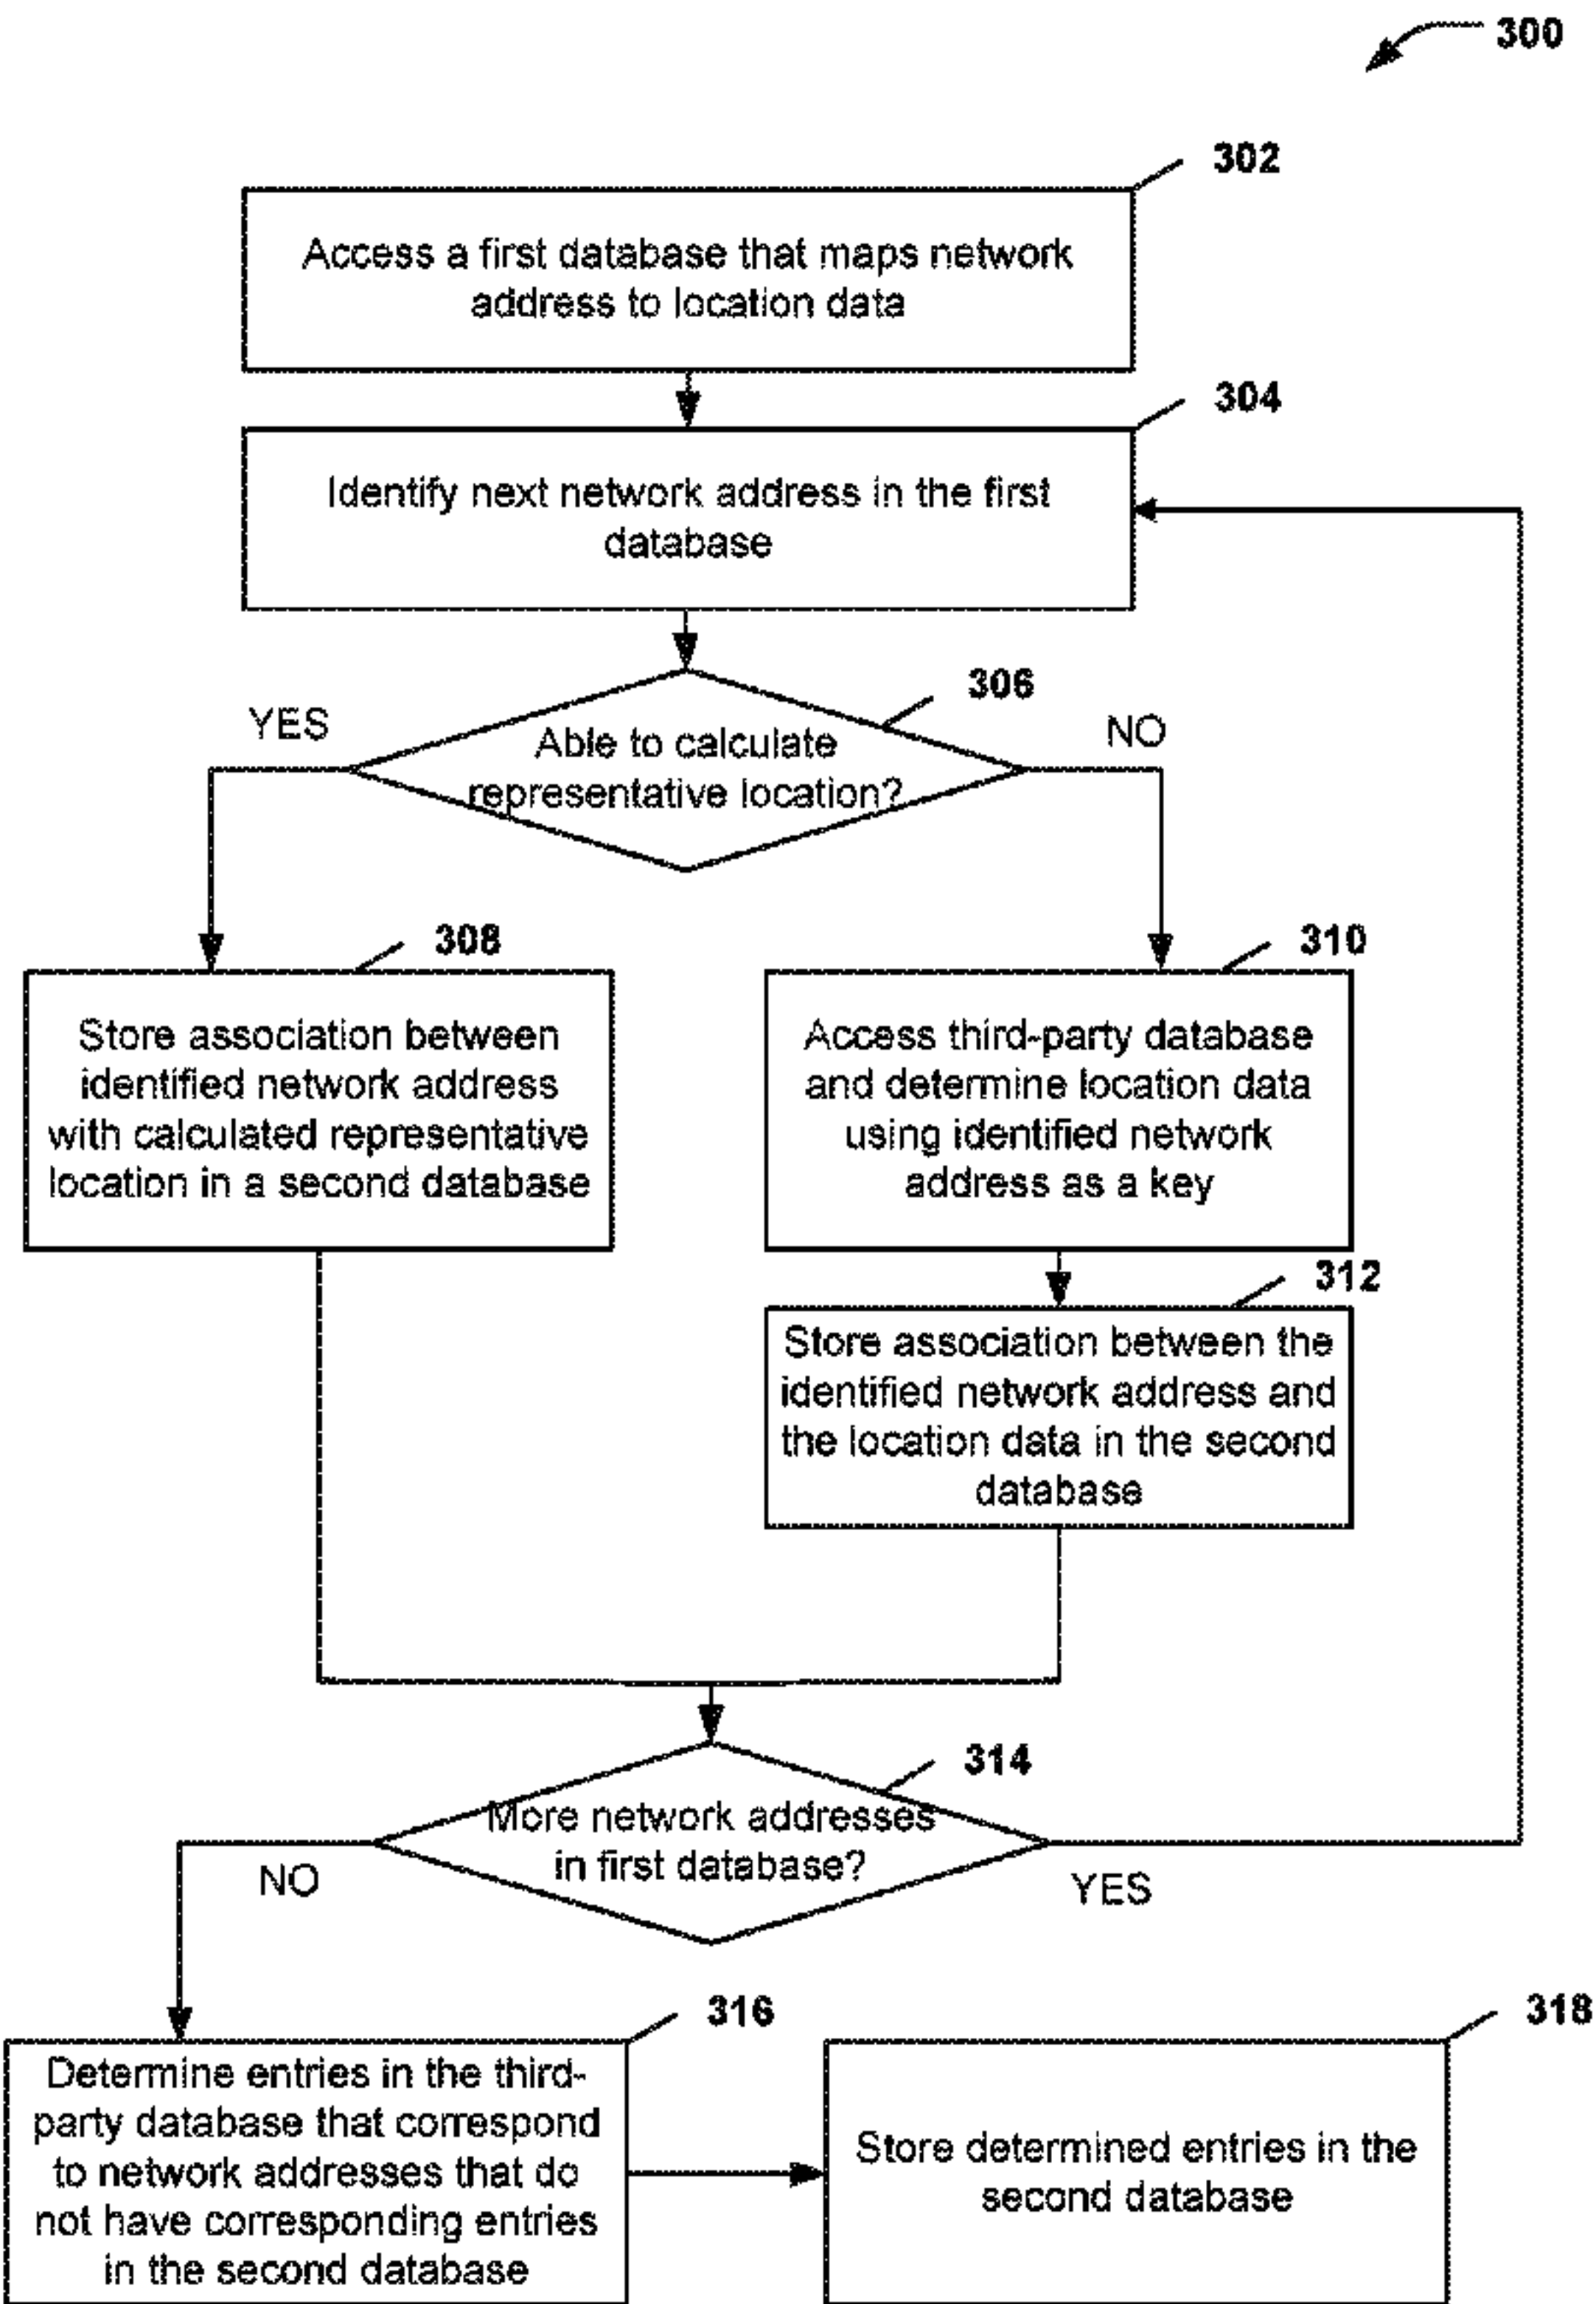 300
302
Access a first database that maps network
address to location data
304
Identify next network address in the first
database
306
YES
NO
Able to calculate
representative location?
308
310
Store association between
identified network address
with calculated representative
location in a second database
Access third-party database
and determine location data
using identified network
address as a key
312
Store association between the
identified network address and
the location data in the second
database
314
More network addresses
in first database?
NO
YES
316
318
Determine entries in the third-
party database that correspond
to network addresses that do
not have corresponding entries
in the second database
Store determined entries in the
second database